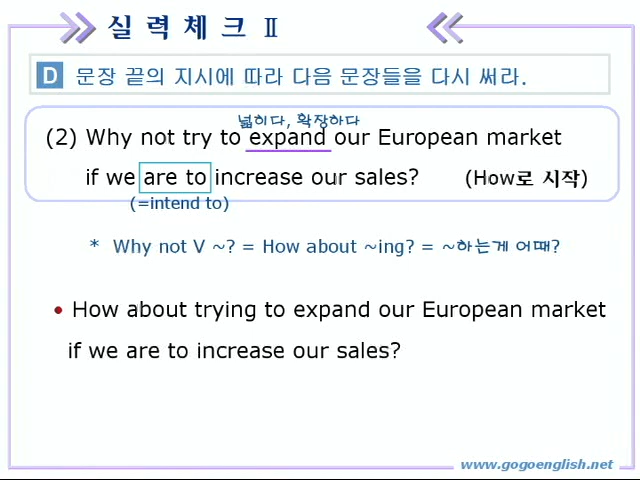 실 력 체 크 Ⅱ
D 문장 끝의 지시에 따라 다음 문장들을 다시 써라.
넓히다, 확장하다
(2) Why not try to expand our European market
if we are to increase our sales? (How로 시작)
(=intend to)
* Why not V ~? = How about ~ing? = ~하는게 어때?
• How about trying to expand our European market
if we are to increase our sales?
www.gogoenglish.net